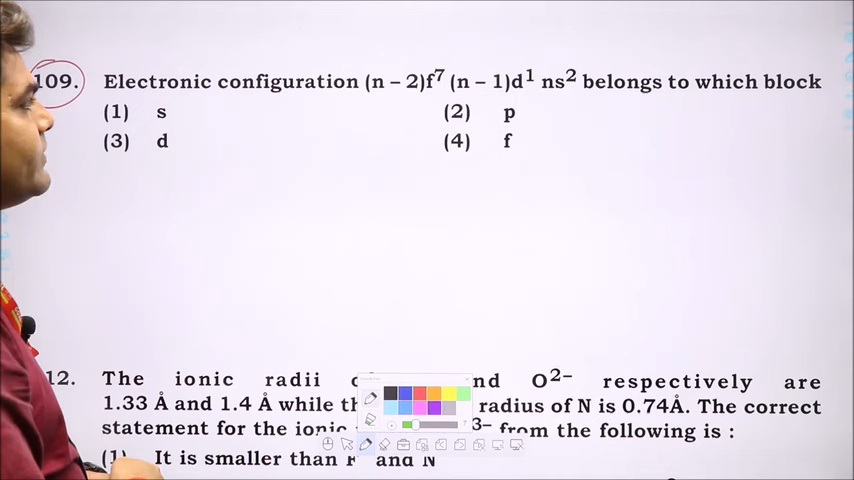 109. Electronic configuration (n – 2)f⁷ (n – 1)d¹ ns² belongs to which block
(1) s (2) p
(3) d (4) f
12. The ionic radii and O²⁻ respectively are
1.33 Å and 1.4 Å while radius of N is 0.74Å. The correct
statement for the ionic 3– from the following is :
(1) It is smaller than and N